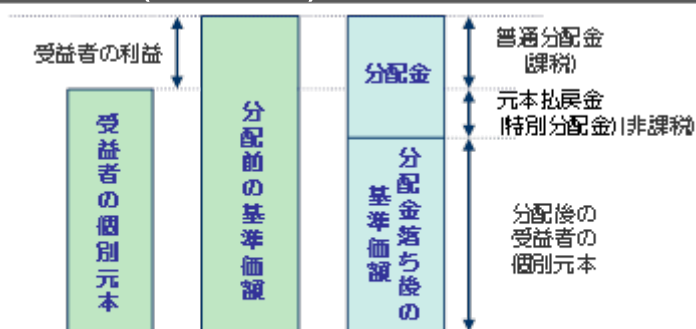 受益者の利益
受益者の個別元本
分配前の基準価額
分配金
分配金落ち後の
基準価額
普通分配金
(課税)
元本払戻金
(特別分配金)(非課税)
分配後の
受益者の
個別元本